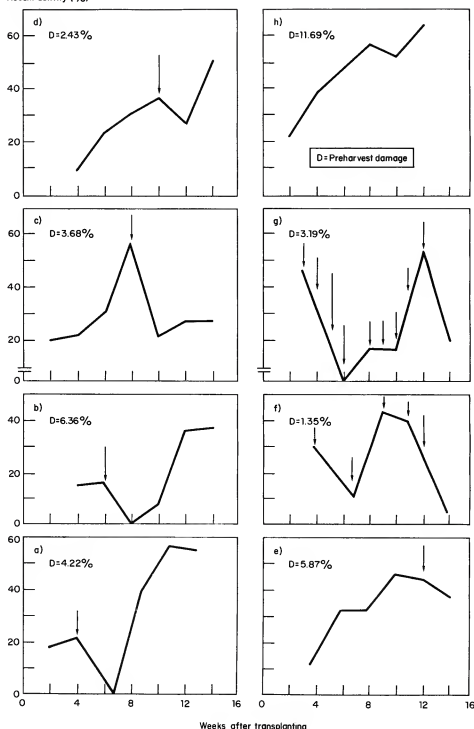 d)
D=2.43%
60
40
20
0
h)
D=11.69%
D=Preharvest damage
c)
D=3.68%
60
40
20
0
g)
D=3.19%
b)
D=6.36%
40
20
0
f)
D=1.35%
a)
D=4.22%
60
40
20
0
e)
D=5.87%
0 4 8 12 16 0 4 8 12 16
Weeks after transplanting